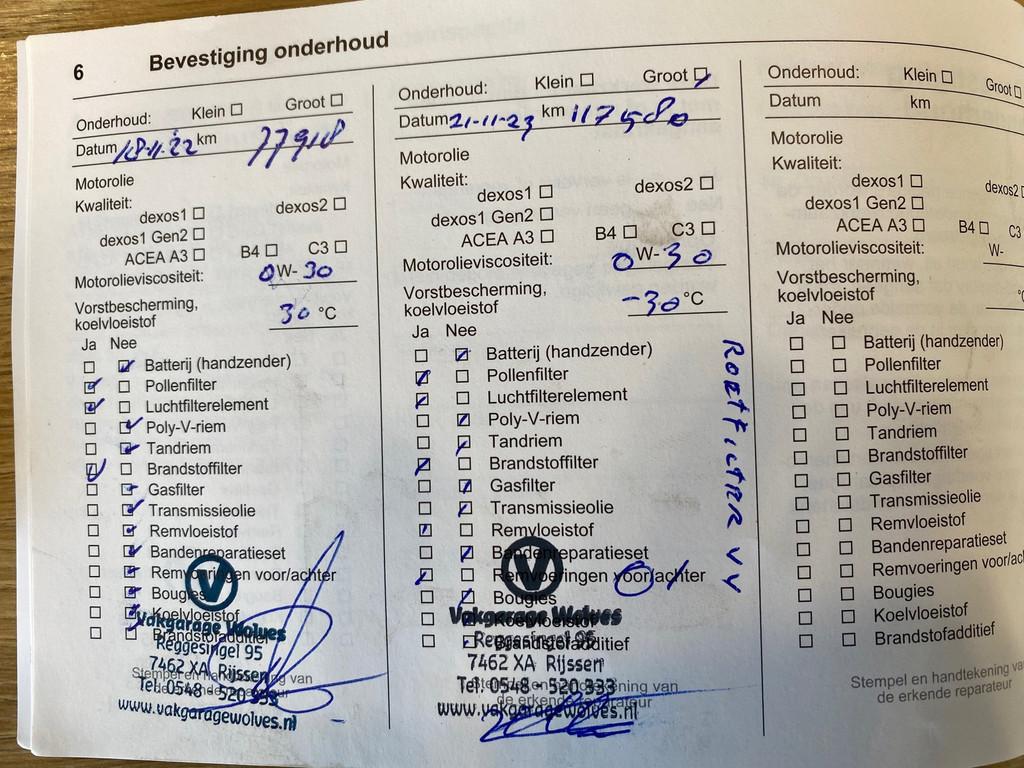 6 Bevestiging onderhoud
Onderhoud: Klein Groot
Datum 18-11-22 km 77918
Motorolie
Kwaliteit:
dexos1 dexos2
dexos1 Gen2
ACEA A3 B4 C3
Motorolieviscositeit: 0W-30
Vorstbescherming,
koelvloeistof 30 °C
Ja Nee
Batterij (handzender)
Pollenfilter
Luchtfilterelement
Poly-V-riem
Tandriem
Brandstoffilter
Gasfilter
Transmissieolie
Remvloeistof
Bandenreparatieset
Remvoeringen voor/achter
Bougies
Koelvloeistof
Brandstofadditief
Vakgarage Wolves
Reggesingel 95
7462 XA Rijssen
Tel. 0548 - 520 333
www.vakgaragewolves.nl
Onderhoud: Klein Groot
Datum 21-11-23 km 117580
Motorolie
Kwaliteit:
dexos1 dexos2
dexos1 Gen2
ACEA A3 B4 C3
Motorolieviscositeit: 0W-30
Vorstbescherming,
koelvloeistof -30 °C
Ja Nee
Batterij (handzender)
Pollenfilter
Luchtfilterelement
Poly-V-riem
Tandriem
Brandstoffilter
Gasfilter
Transmissieolie
Remvloeistof
Bandenreparatieset
Remvoeringen voor/achter
Bougies
Koelvloeistof
Brandstofadditief
Vakgarage Wolves
Reggesingel 95
7462 XA Rijssen
Tel. 0548 - 520 333
www.vakgaragewolves.nl
Onderhoud: Klein Groot
Datum km
Motorolie
Kwaliteit:
dexos1 dexos2
dexos1 Gen2
ACEA A3 B4 C3
Motorolieviscositeit: W-
Vorstbescherming,
koelvloeistof
Ja Nee
Batterij (handzender)
Pollenfilter
Luchtfilterelement
Poly-V-riem
Tandriem
Brandstoffilter
Gasfilter
Transmissieolie
Remvloeistof
Bandenreparatieset
Remvoeringen voor/ac
Bougies
Koelvloeistof
Brandstofadditief
Stempel en handtekening va
de erkende reparateur